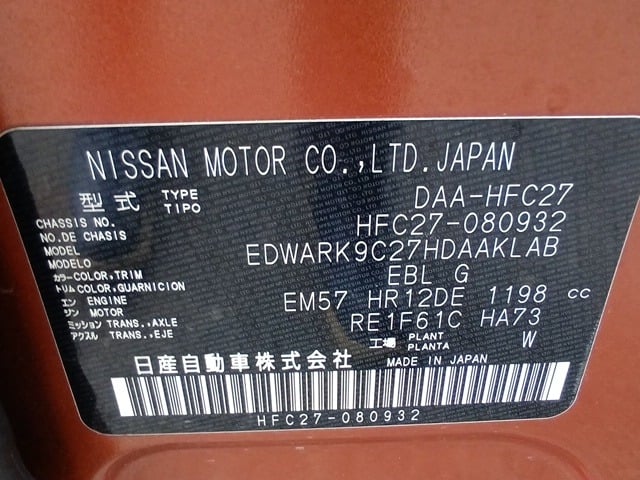 NISSAN MOTOR CO.,LTD.JAPAN
型式 TYPE TIPO DAA-HFC27
CHASSIS NO. NO.DE CHASIS HFC27-080932
MODEL MODELO EDWARK9C27HDAAKLAB
カラー COLOR,TRIM EBL G
トリム COLOR,GUARNICION
エン ENGINE EM57 HR12DE 1198 cc
ジン MOTOR
ミッション TRANS.,AXLE RE1F61C HA73
アクスル TRANS.,EJE 工場 PLANT PLANTA W
日産自動車株式会社 MADE IN JAPAN
HFC27-080932